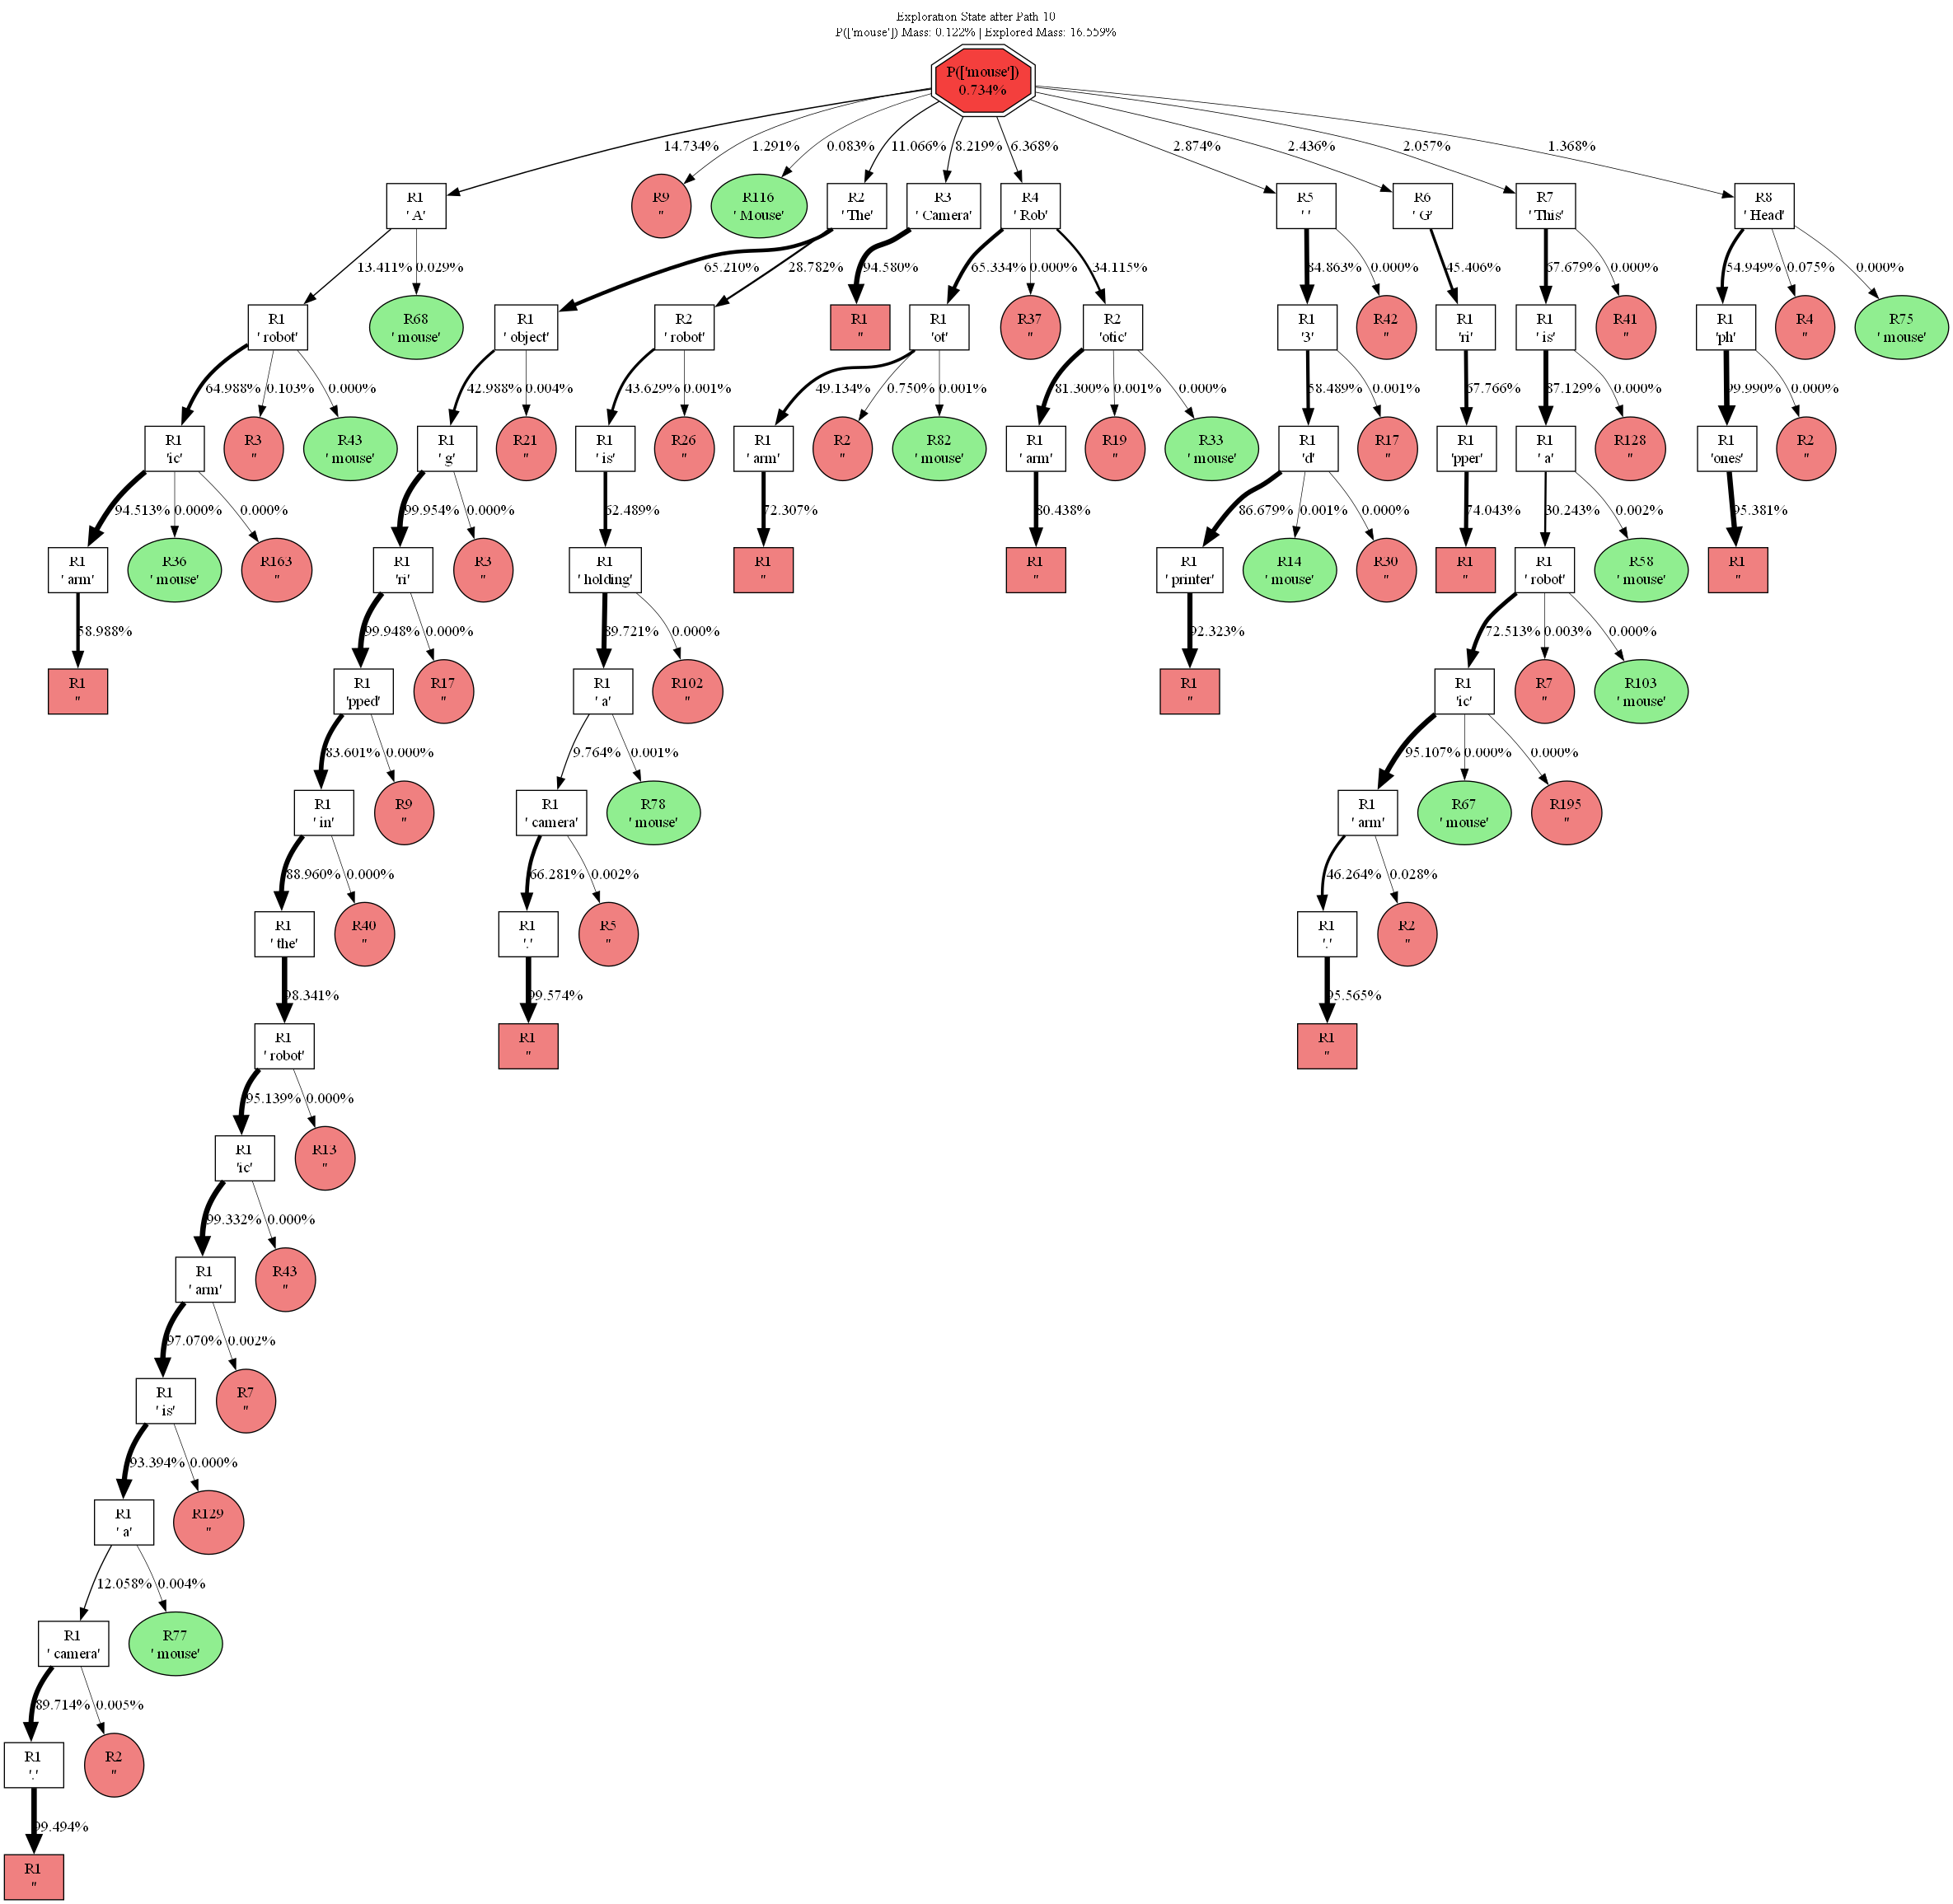 Exploration State after Path 10
P(['mouse']) Mass: 0.122% | Explored Mass: 16.559%
P(['mouse'])
0.734%
14.734%
1.291%
0.083%
11.066%
8.219%
6.368%
2.874%
2.436%
2.057%
1.368%
R1
' A'
R9
''
R116
' Mouse'
R2
' The'
R3
' Camera'
R4
' Rob'
R5
' '
R6
' G'
R7
' This'
R8
' Head'
13.411%
0.029%
65.210%
28.782%
94.580%
65.334%
0.000%
34.115%
84.863%
0.000%
45.406%
67.679%
0.000%
54.949%
0.075%
0.000%
R1
' robot'
R68
' mouse'
R1
' object'
R2
' robot'
R1
''
R1
'ot'
R37
''
R2
'otic'
R1
'3'
R42
''
R1
'ri'
R1
' is'
R41
''
R1
'ph'
R4
''
R75
' mouse'
64.988%
0.103%
0.000%
42.988%
0.004%
43.629%
0.001%
49.134%
0.750%
0.001%
81.300%
0.001%
0.000%
58.489%
0.001%
67.766%
87.129%
0.000%
99.990%
0.000%
R1
'ic'
R3
''
R43
' mouse'
R1
' g'
R21
''
R1
' is'
R26
''
R1
' arm'
R2
''
R82
' mouse'
R1
' arm'
R19
''
R33
' mouse'
R1
'd'
R17
''
R1
'pper'
R1
' a'
R128
''
R1
'ones'
R2
''
94.513%
0.000%
0.000%
99.954%
0.000%
62.489%
72.307%
80.438%
86.679%
0.001%
0.000%
74.043%
30.243%
0.002%
95.381%
R1
' arm'
R36
' mouse'
R163
''
R1
'ri'
R3
''
R1
' holding'
R1
''
R1
''
R1
' printer'
R14
' mouse'
R30
''
R1
''
R1
' robot'
R58
' mouse'
R1
''
58.988%
99.948%
0.000%
89.721%
0.000%
92.323%
72.513%
0.003%
0.000%
R1
''
R1
'pped'
R17
''
R1
' a'
R102
''
R1
''
R1
'ic'
R7
''
R103
' mouse'
83.601%
0.000%
9.764%
0.001%
95.107%
0.000%
0.000%
R1
' in'
R9
''
R1
' camera'
R78
' mouse'
R1
' arm'
R67
' mouse'
R195
''
88.960%
0.000%
66.281%
0.002%
46.264%
0.028%
R1
' the'
R40
''
R1
'.'
R5
''
R1
'.'
R2
''
98.341%
99.574%
95.565%
R1
' robot'
R1
''
R1
''
95.139%
0.000%
R1
'ic'
R13
''
99.332%
0.000%
R1
' arm'
R43
''
97.070%
0.002%
R1
' is'
R7
''
93.394%
0.000%
R1
' a'
R129
''
12.058%
0.004%
R1
' camera'
R77
' mouse'
89.714%
0.005%
R1
'.'
R2
''
99.494%
R1
''